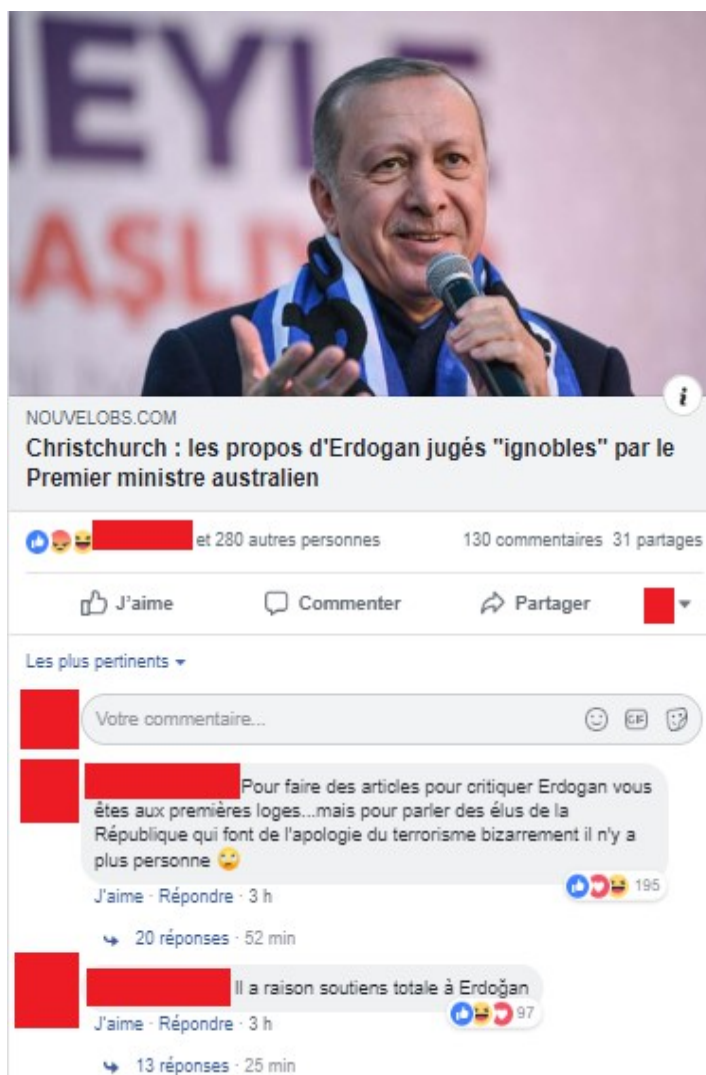 EYLE
AŞLI
i
NOUVELOBS.COM
Christchurch : les propos d'Erdogan jugés "ignobles" par le
Premier ministre australien
et 280 autres personnes 130 commentaires 31 partages
J'aime Commenter Partager
Les plus pertinents
Votre commentaire... GIF
Pour faire des articles pour critiquer Erdogan vous
êtes aux premières loges...mais pour parler des élus de la
République qui font de l'apologie du terrorisme bizarrement il n'y a
plus personne 🙄
195
J'aime · Répondre · 3 h
20 réponses · 52 min
Il a raison soutiens totale à Erdoğan
97
J'aime · Répondre · 3 h
13 réponses · 25 min